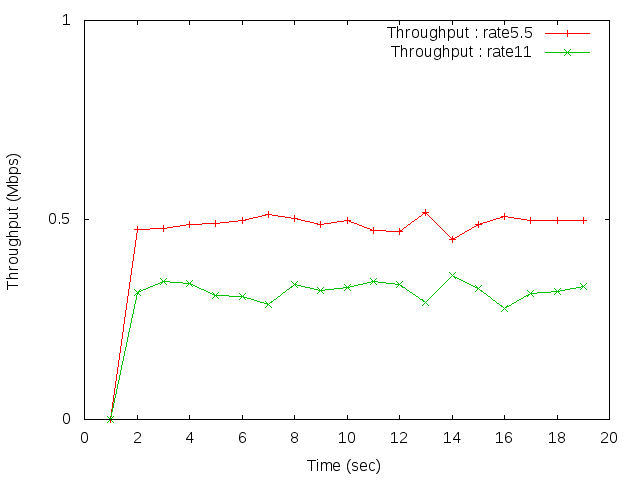 Throughput : rate5.5
Throughput : rate11
1
0.5
0
Throughput (Mbps)
0 2 4 6 8 10 12 14 16 18 20
Time (sec)